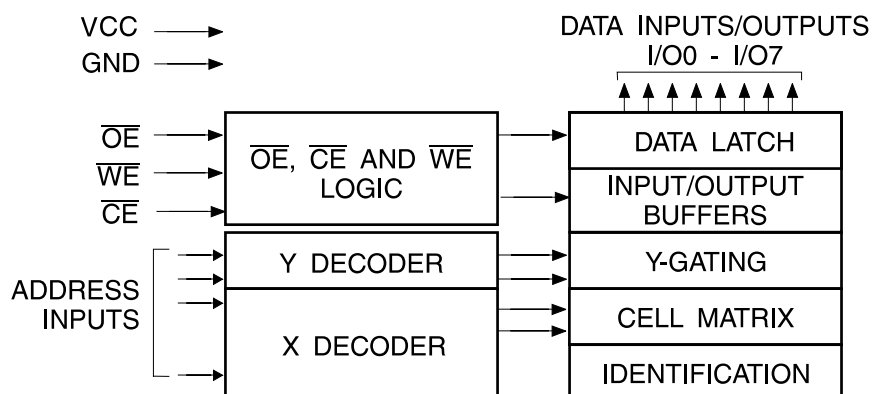 VCC
GND
DATA INPUTS/OUTPUTS
I/O0 - I/O7
OE
WE
CE
OE, CE AND WE
LOGIC
DATA LATCH
INPUT/OUTPUT
BUFFERS
ADDRESS
INPUTS
Y DECODER
Y-GATING
X DECODER
CELL MATRIX
IDENTIFICATION